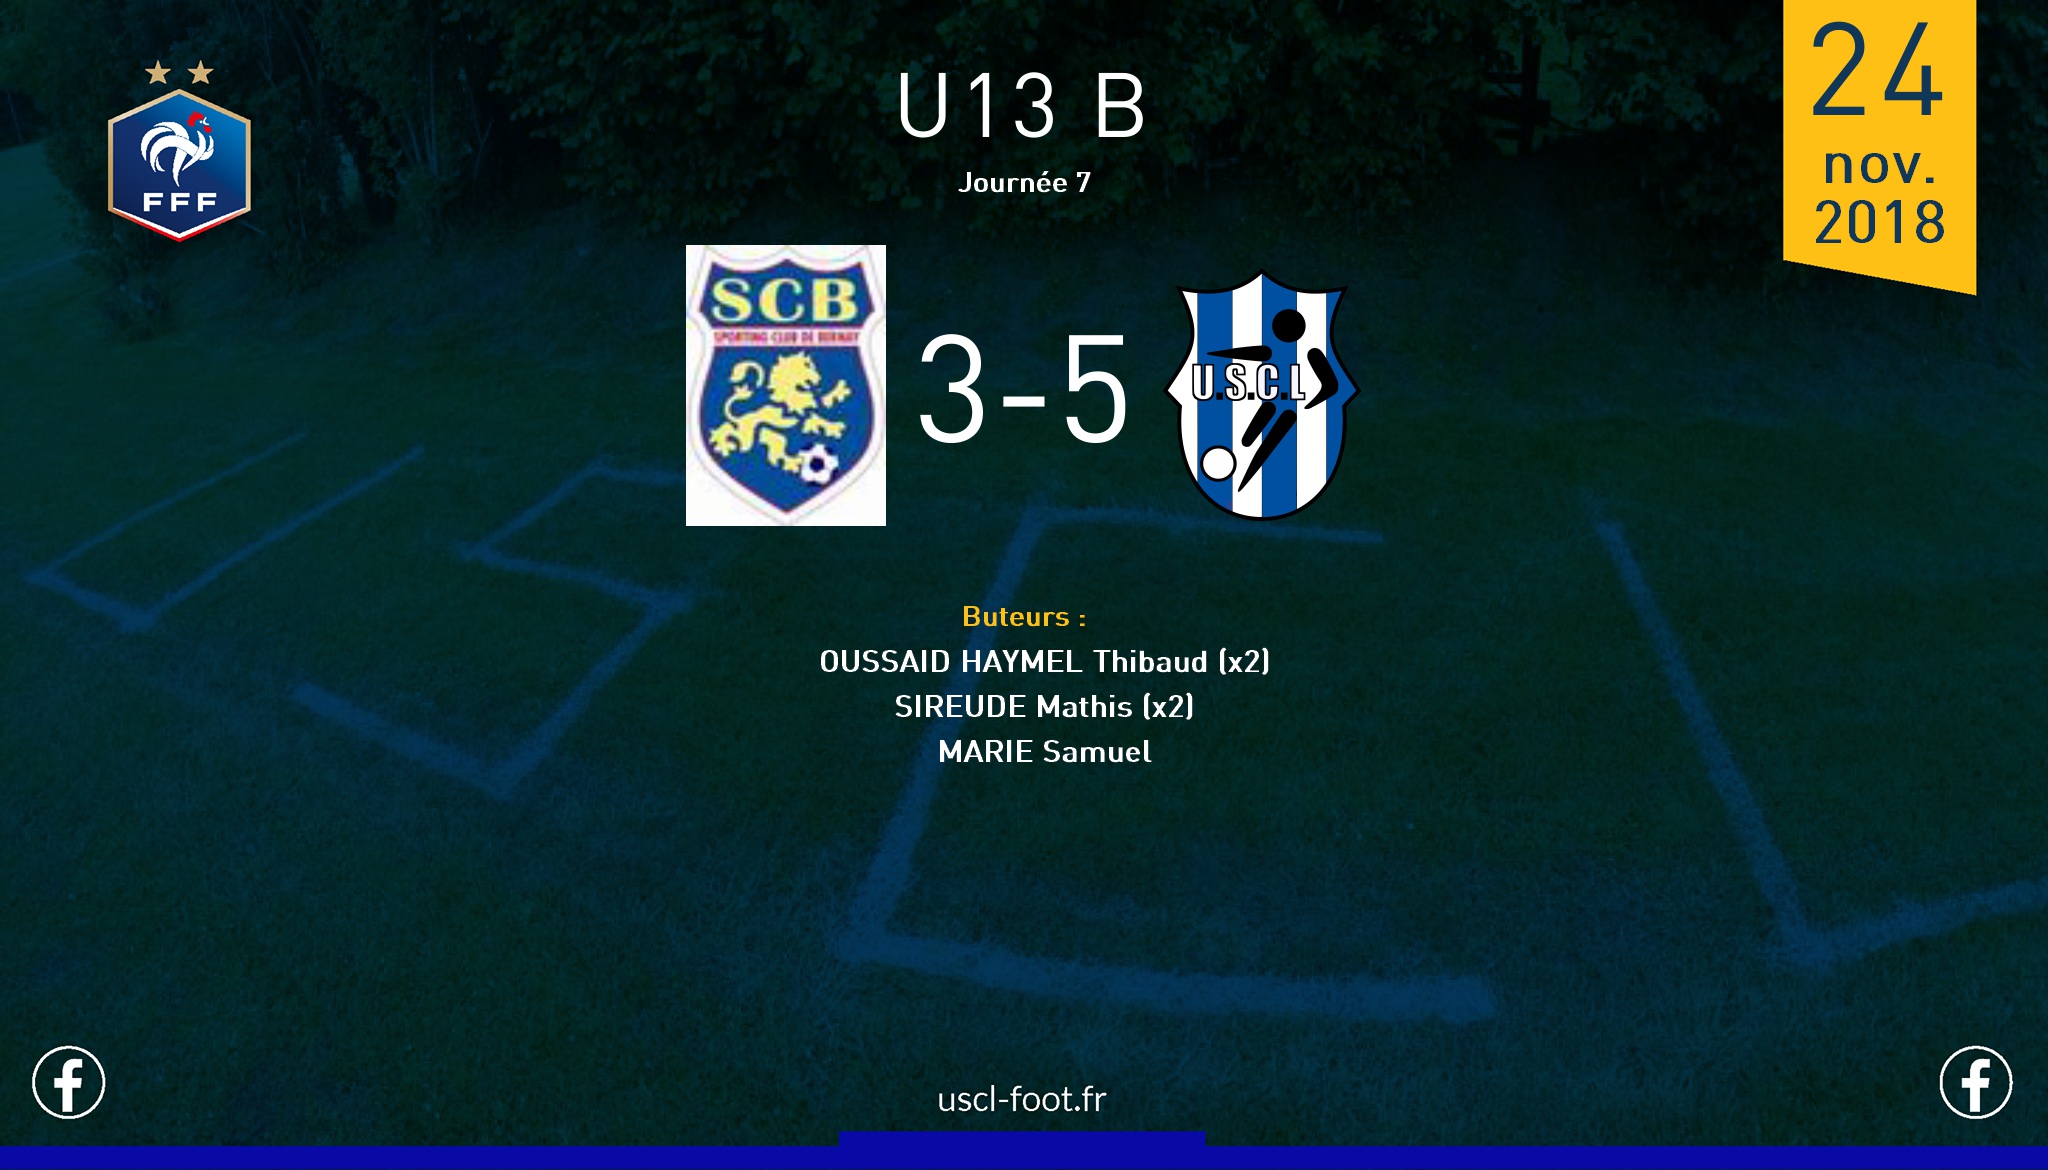 U13 B
Journée 7
24
nov.
2018
FFF
SCB
SPORTING CLUB DE BERNAY
3-5
U.S.C.L
Buteurs :
OUSSAID HAYMEL Thibaud (x2)
SIREUDE Mathis (x2)
MARIE Samuel
USCL
uscl-foot.fr